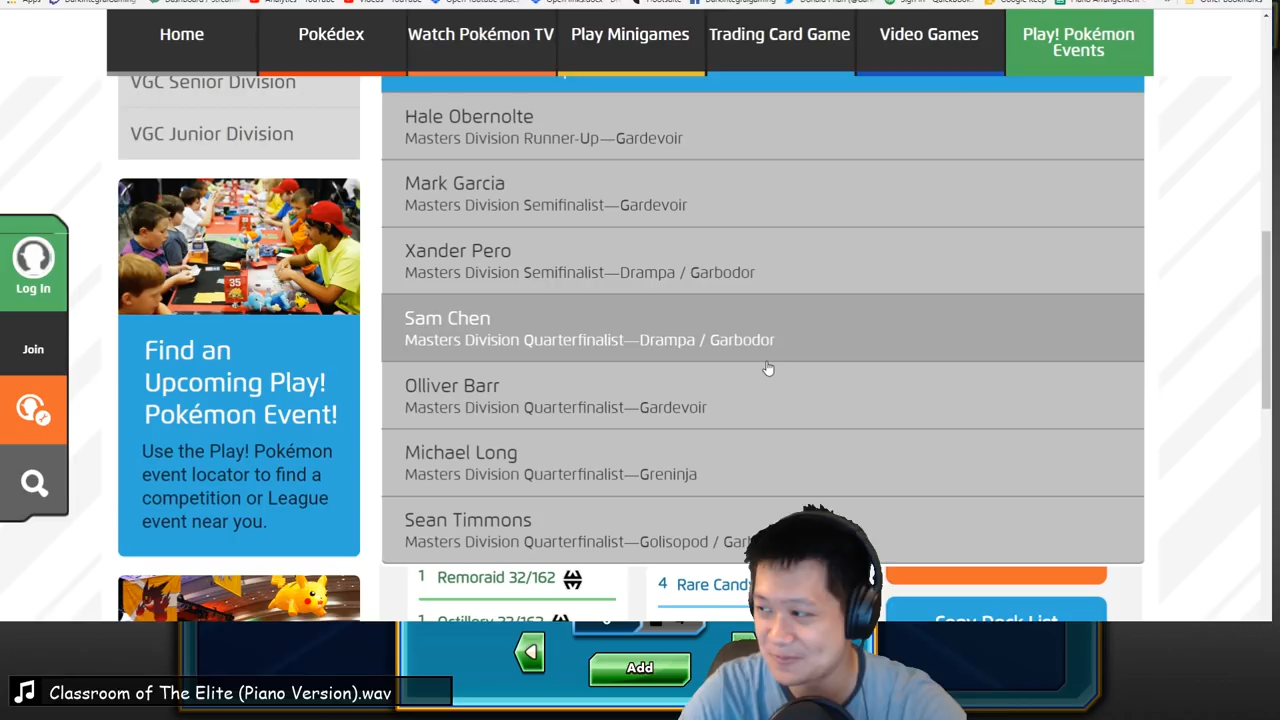 Home
Pokédex
Watch Pokémon TV
Play Minigames
Trading Card Game
Video Games
Play! Pokémon
Events
VGC Senior Division
VGC Junior Division
Hale Obernolte
Masters Division Runner-Up—Gardevoir
Mark Garcia
Masters Division Semifinalist—Gardevoir
Xander Pero
Masters Division Semifinalist—Drampa / Garbodor
Sam Chen
Masters Division Quarterfinalist—Drampa / Garbodor
Olliver Barr
Masters Division Quarterfinalist—Gardevoir
Michael Long
Masters Division Quarterfinalist—Greninja
Sean Timmons
Masters Division Quarterfinalist—Golisopod /
Log In
Join
35
Find an
Upcoming Play!
Pokémon Event!
Use the Play! Pokémon
event locator to find a
competition or League
event near you.
1 Remoraid 32/162
4 Rare
Add
Classroom of The Elite (Piano Version).wav